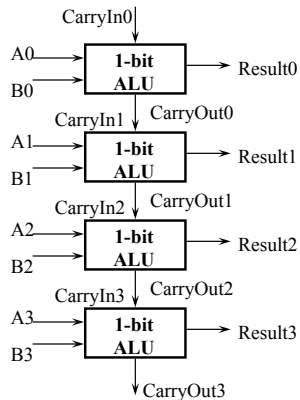 CarryIn0
A0
1-bit
Result0
B0
ALU
CarryIn1
CarryOut0
A1
1-bit
Result1
B1
ALU
CarryIn2
CarryOut1
A2
1-bit
Result2
B2
ALU
CarryIn3
CarryOut2
A3
1-bit
Result3
B3
ALU
CarryOut3